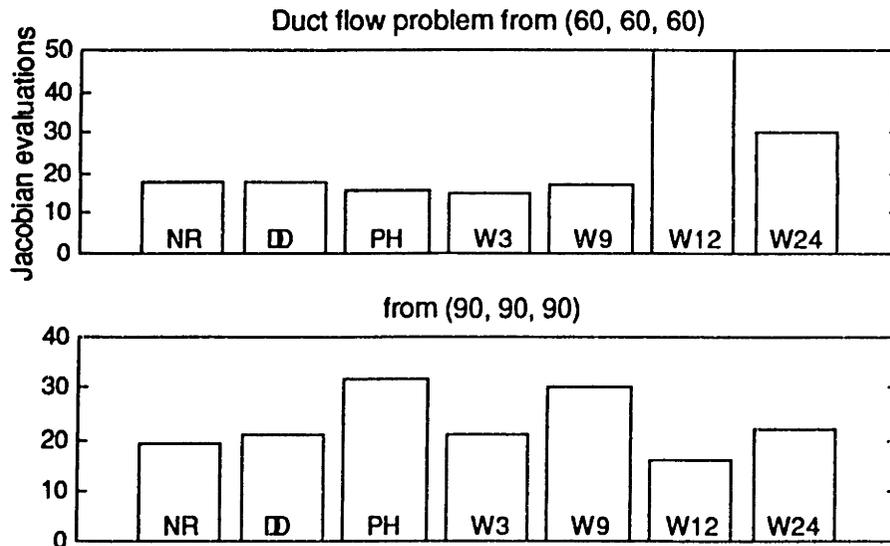 Duct flow problem from (60, 60, 60)
Jacobian evaluations
50
40
30
20
10
0
NR DD PH W3 W9 W12 W24
from (90, 90, 90)
40
30
20
10
0
NR DD PH W3 W9 W12 W24